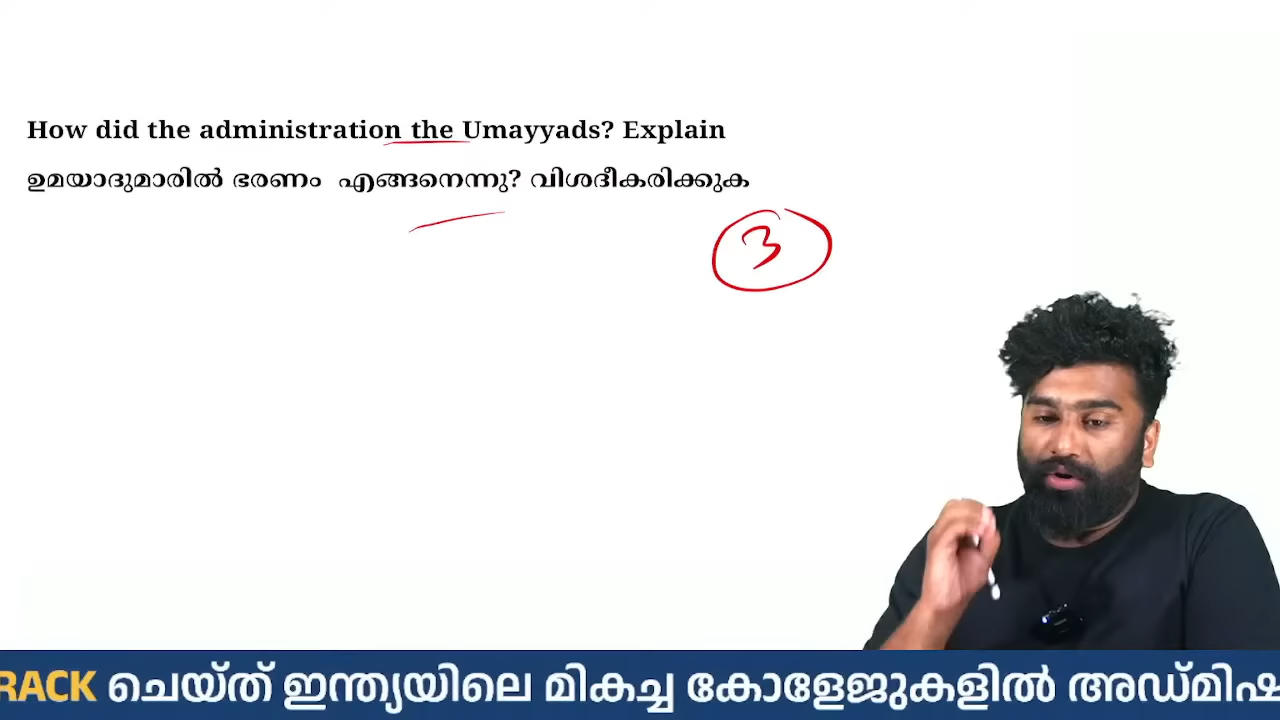 How did the administration the Umayyads? Explain
ഉമയാദുമാരിൽ ഭരണം എങ്ങനെന്നു? വിശദീകരിക്കുക
3
RACK ചെയ്ത് ഇന്ത്യയിലെ മികച്ച കോളേജുകളിൽ അഡ്മിഷ